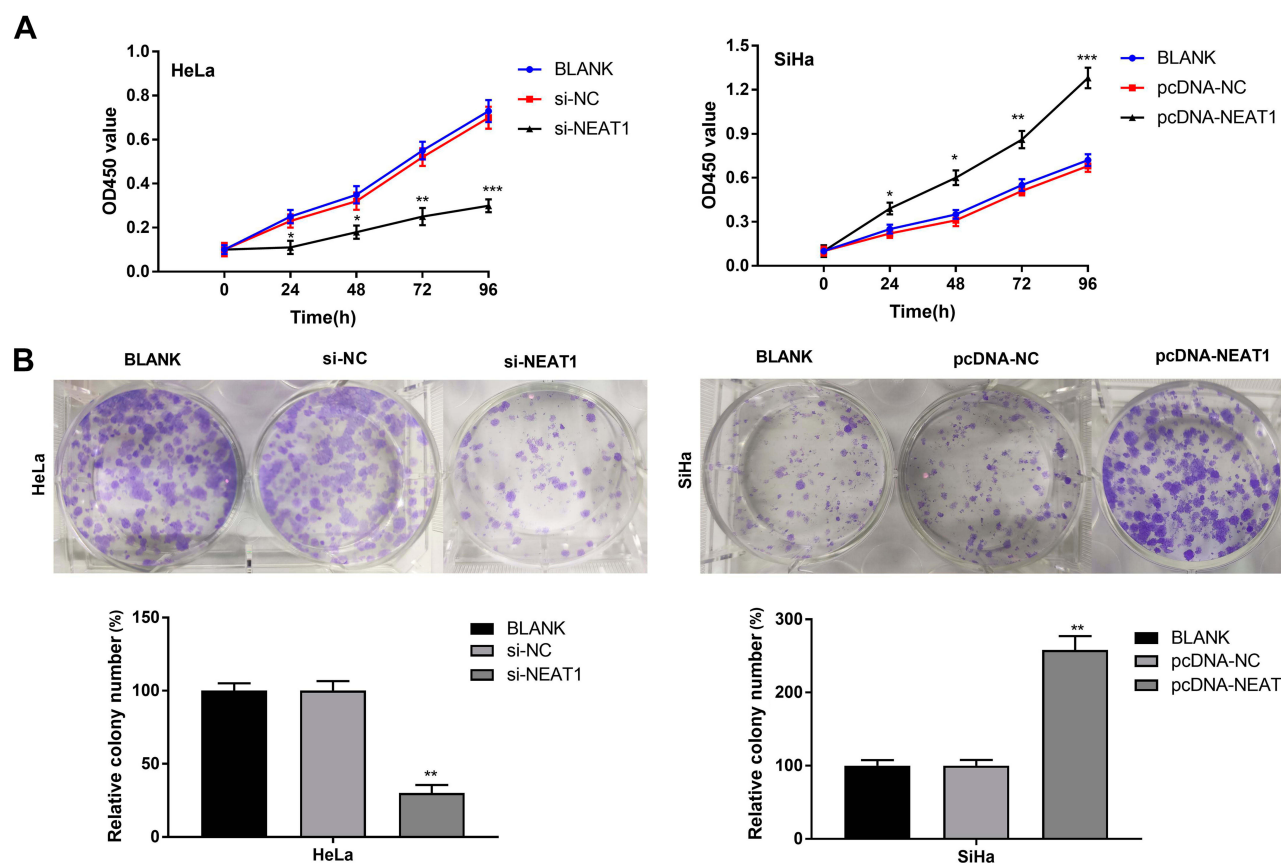 A
HeLa
BLANK
si-NC
si-NEAT1
OD450 value
1.0
0.8
0.6
0.4
0.2
0.0
*
*
**
***
0 24 48 72 96
Time(h)
SiHa
BLANK
pcDNA-NC
pcDNA-NEAT1
OD450 value
1.5
1.2
0.9
0.6
0.3
0.0
*
*
**
***
0 24 48 72 96
Time(h)
B
BLANK si-NC si-NEAT1
HeLa
BLANK pcDNA-NC pcDNA-NEAT1
SiHa
Relative colony number (%)
150
100
50
0
**
HeLa
BLANK
si-NC
si-NEAT1
Relative colony number (%)
300
200
100
0
**
SiHa
BLANK
pcDNA-NC
pcDNA-NEAT